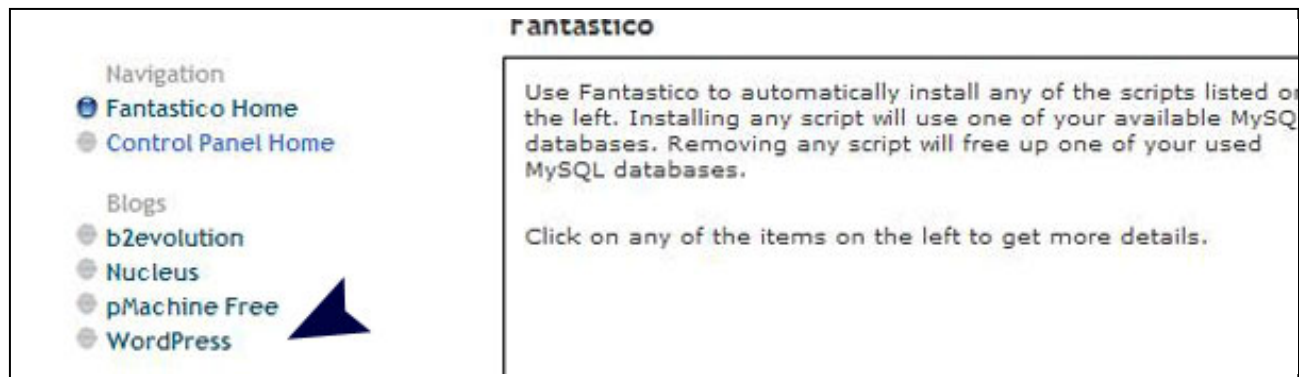 Fantastico
Navigation
Fantastico Home
Control Panel Home
Blogs
b2evolution
Nucleus
pMachine Free
WordPress
Use Fantastico to automatically install any of the scripts listed
the left. Installing any script will use one of your available
databases. Removing any script will free up one of your used
MySQL databases.
Click on any of the items on the left to get more details.